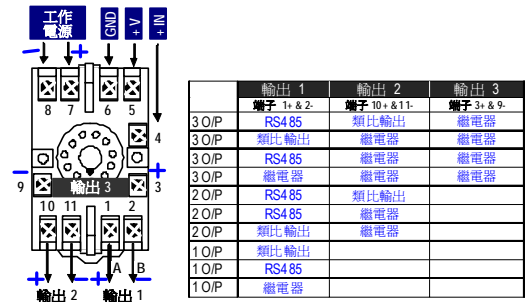 工作
電源
GND
+ V
+ IN
− +
8 7 6 5
4
− +
9 輸出 3 3
10 11 1 2
A B
− + − +
輸出 2 輸出 1
輸出 1 輸出 2 輸出 3
端子 1+ & 2- 端子 10+ & 11- 端子 3+ & 9-
3 O/P RS485 類比輸出 繼電器
3 O/P 類比輸出 繼電器 繼電器
3 O/P RS485 繼電器 繼電器
3 O/P 繼電器 繼電器 繼電器
2 O/P RS485 類比輸出
2 O/P RS485 繼電器
2 O/P 類比輸出 繼電器
1 O/P 類比輸出
1 O/P RS485
1 O/P 繼電器